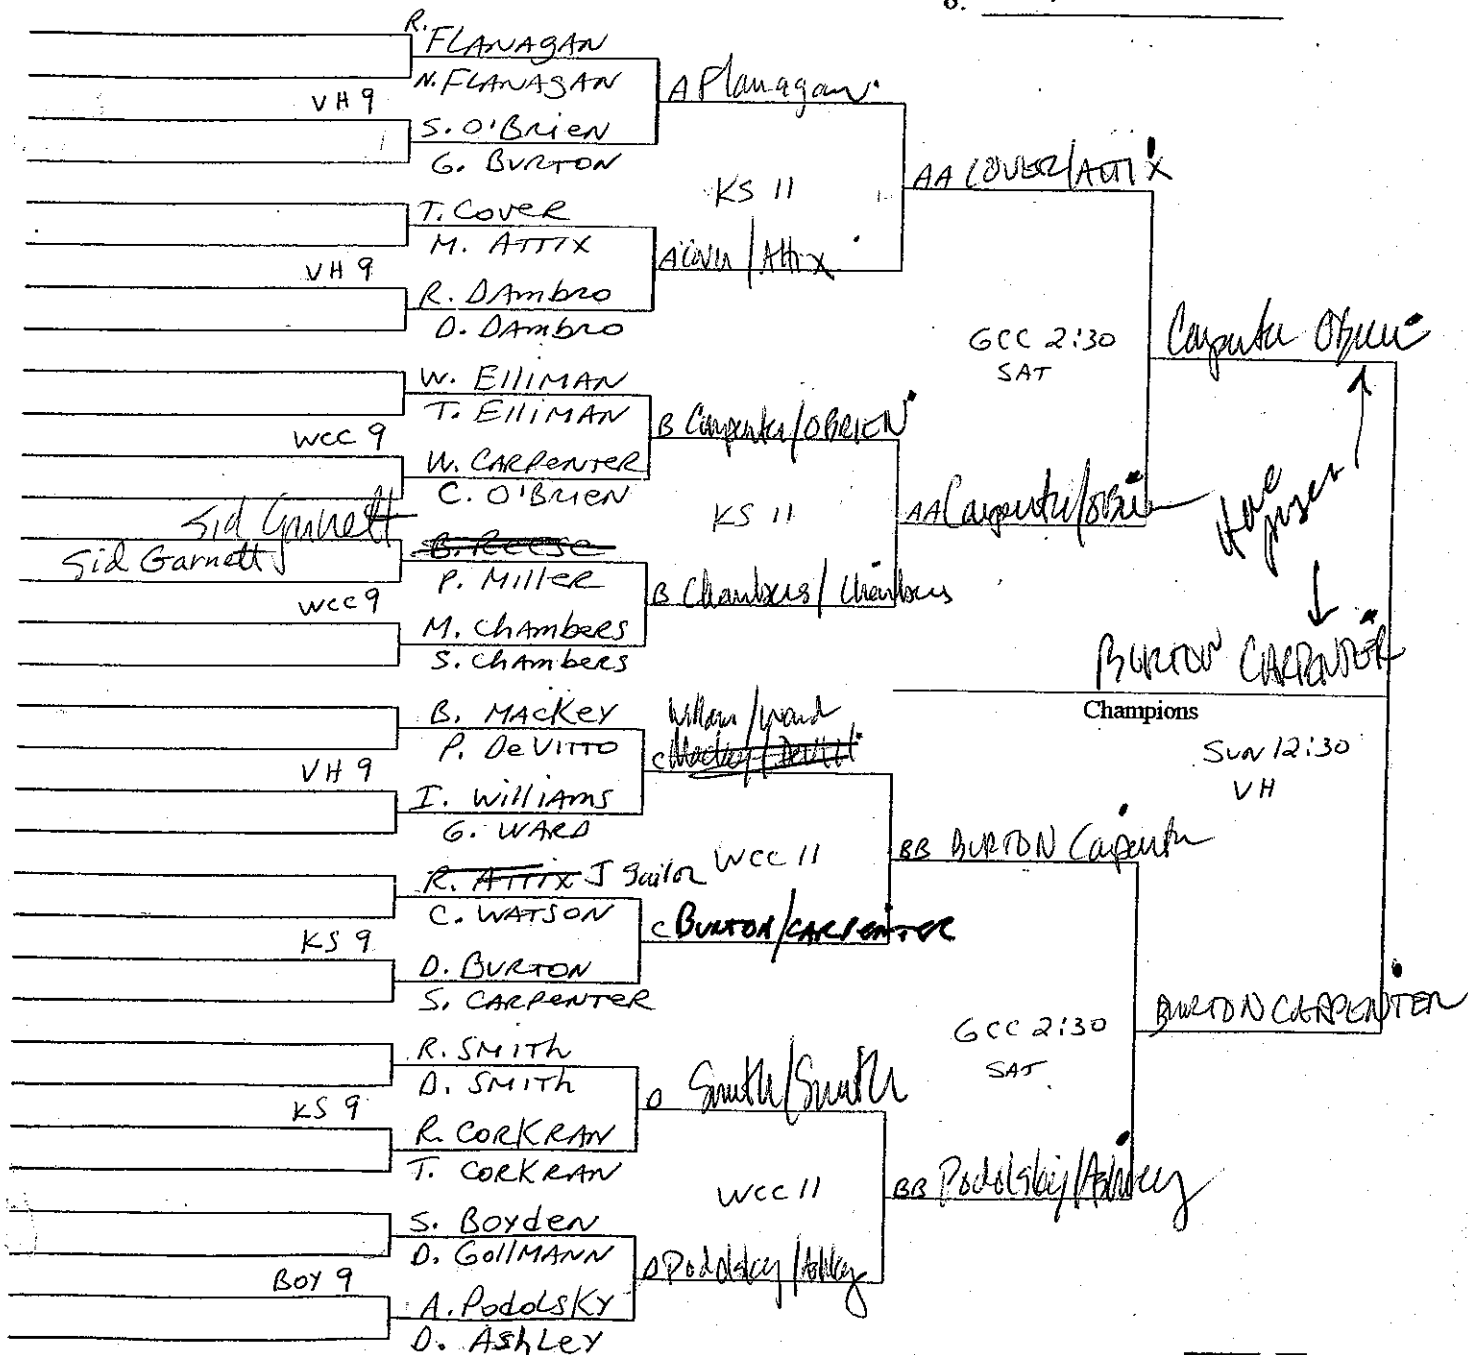 8.
R. FLANAGAN
N. FLANAGAN
A Flanagan
VH 9
S. O'BRIEN
G. BURTON
KS 11
AA COVER/ATTIX
T. COVER
M. ATTIX
A Cover/Attix
VH 9
R. DAMBRO
D. DAMBRO
GCC 2:30
SAT
Carpenter OBrien
W. ELLIMAN
T. ELLIMAN
B Carpenter/OBRIEN
WCC 9
W. CARPENTER
C. O'BRIEN
KS 11
AA Carpenter/OBrien
Have
Sid Garnett
Sid Garnett
B. Reese
P. MILLER
B Chambers/Chambers
WCC 9
M. Chambers
S. Chambers
BURTON CARPENTER
Champions
SUN 12:30
VH
B. MACKEY
P. DeVITTO
Williams/Ward
C Mackey/DeVitto
VH 9
I. WilliAms
G. WARD
WCC 11
BB BURTON Carpenter
R. ATTIX J Sailor
C. WATSON
C BURTON/CARPENTER
KS 9
D. BURTON
S. CARPENTER
GCC 2:30
SAT
BURTON CARPENTER
R. SMITH
D. SMITH
D Smith/Smith
KS 9
R. CORKRAN
T. CORKRAN
WCC 11
BB Podolsky/Ashley
S. Boyden
D. GOLLMANN
D Podolsky/Ashley
BOY 9
A. PodoLSKY
D. AShLeY